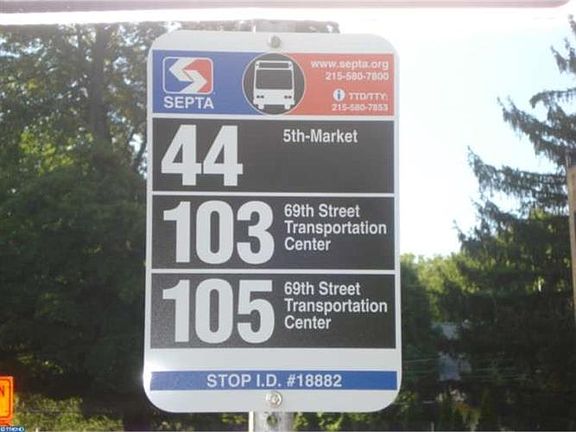 www.septa.org
215-580-7800
TTD/TTY:
215-580-7853
SEPTA
44 5th-Market
103 69th Street
Transportation
Center
105 69th Street
Transportation
Center
STOP I.D. #18882